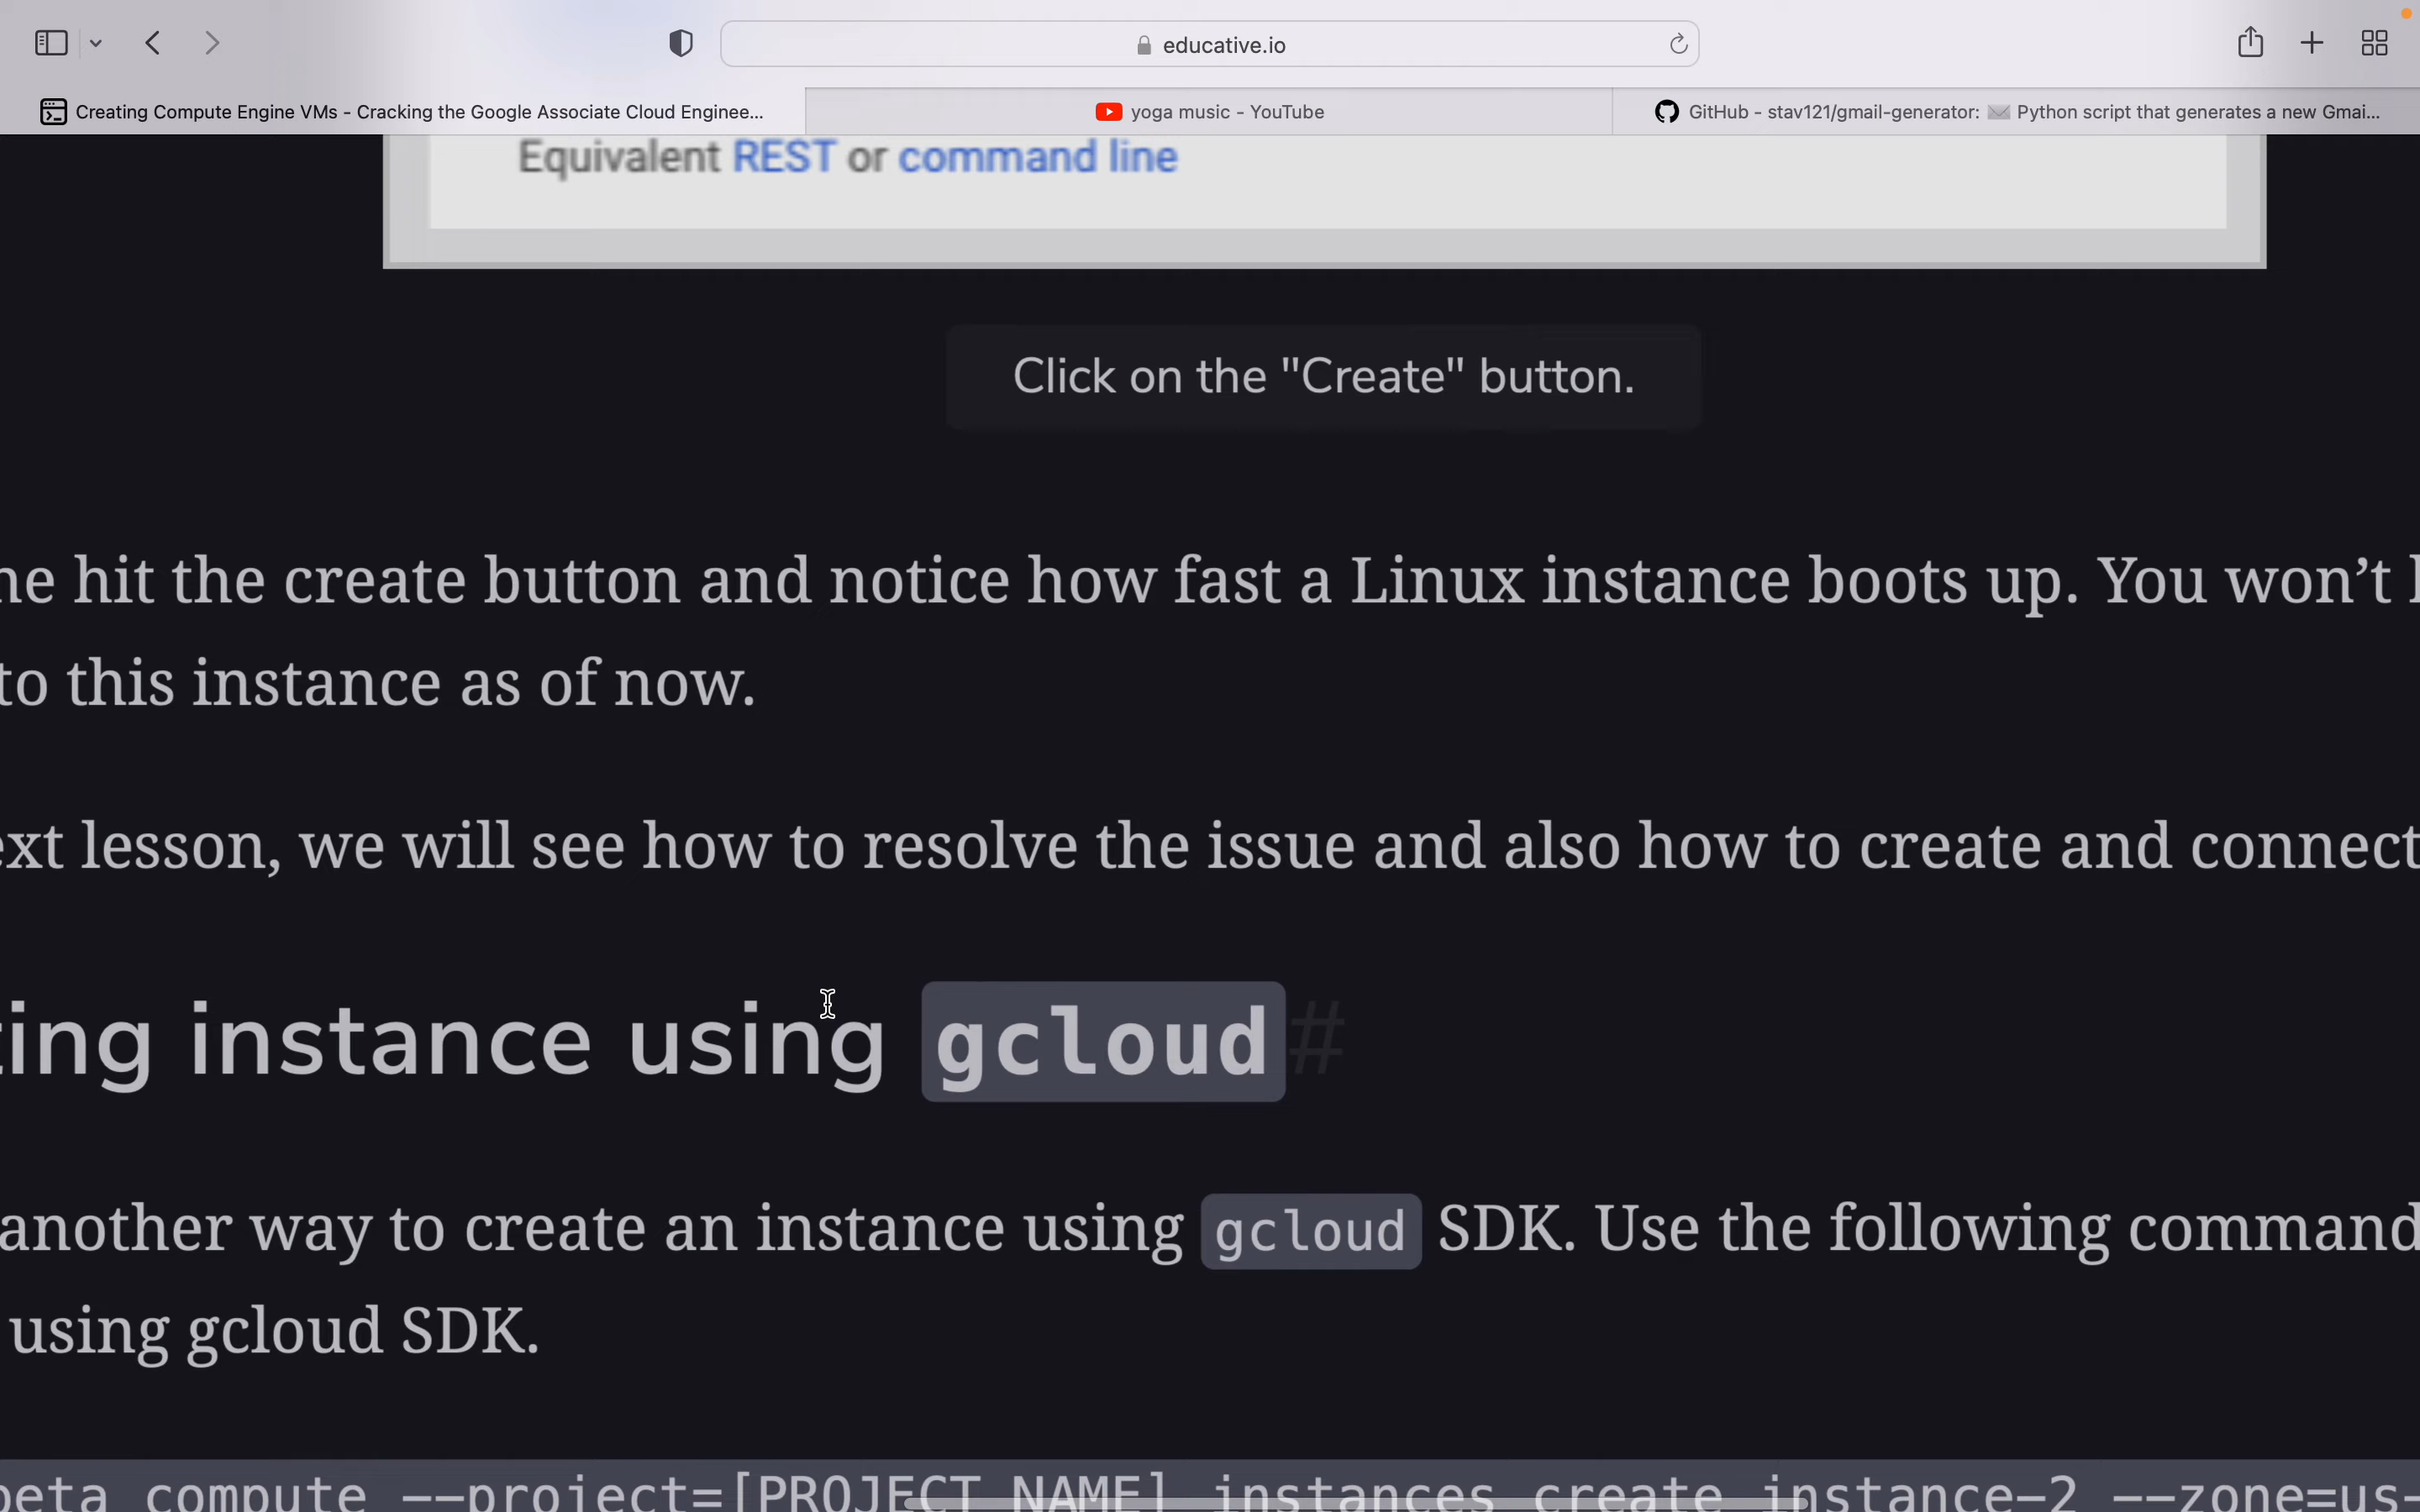 educative.io
Creating Compute Engine VMs - Cracking the Google Associate Cloud Enginee...
yoga music - YouTube
GitHub - stav121/gmail-generator: ✉️ Python script that generates a new Gmai...
Equivalent REST or command line
Click on the "Create" button.
hit the create button and notice how fast a Linux instance boots up. You won't
to this instance as of now.
lesson, we will see how to resolve the issue and also how to create and connect
instance using gcloud#
another way to create an instance using gcloud SDK. Use the following command
using gcloud SDK.
beta compute --project=[PROJECT_NAME] instances create instance-2 --zone=us-